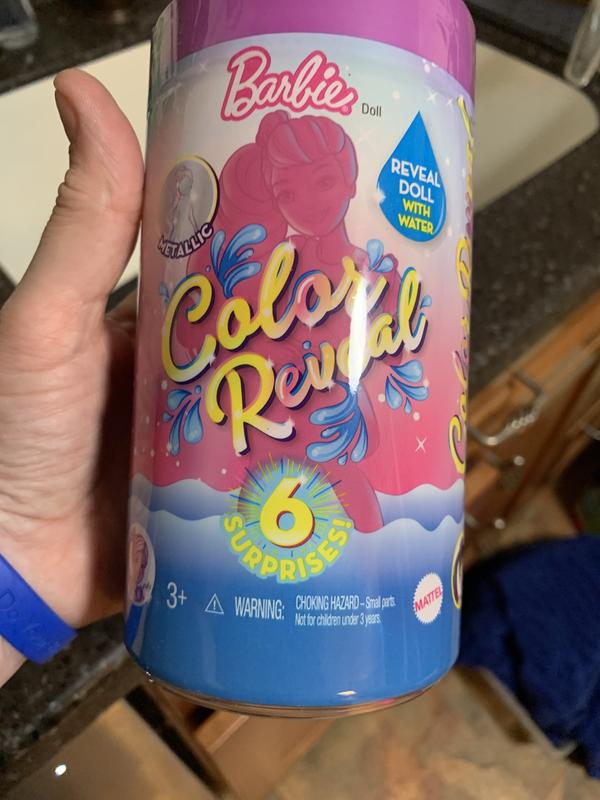 Barbie
Doll
REVEAL
DOLL
WITH
WATER
METALLIC
Color
Reveal
6
SURPRISES!
3+
WARNING: CHOKING HAZARD – Small parts.
Not for children under 3 years.
MATTEL